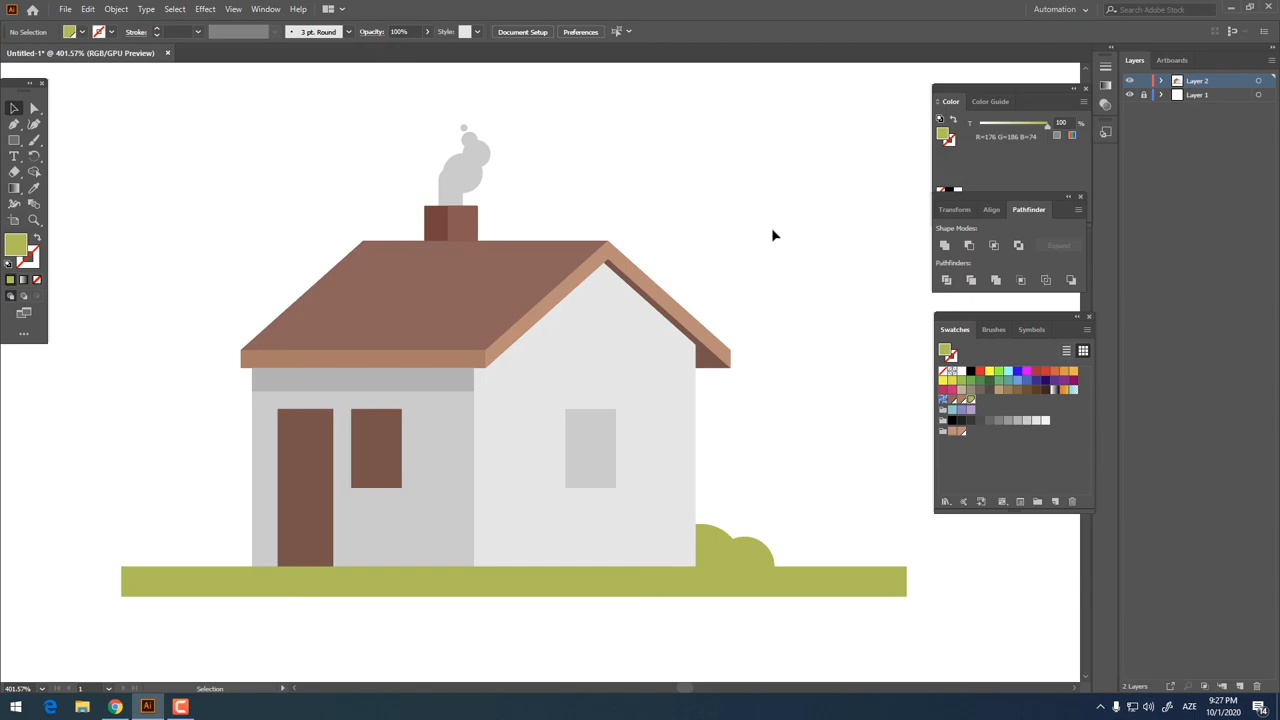 Ai File Edit Object Type Select Effect View Window Help Automation Search Adobe Stock
No Selection Stroke: 3 pt. Round Opacity: 100% Style: Document Setup Preferences
Untitled-1* @ 401.57% (RGB/GPU Preview) ×
Layers Artboards
Layer 2
Layer 1
Color Color Guide
T 100 %
R=176 G=186 B=74
Transform Align Pathfinder
Shape Modes:
Expand
Pathfinders:
Swatches Brushes Symbols
401.57% 1 Selection
2 Layers
Ai
AZE
9:27 PM
10/1/2020